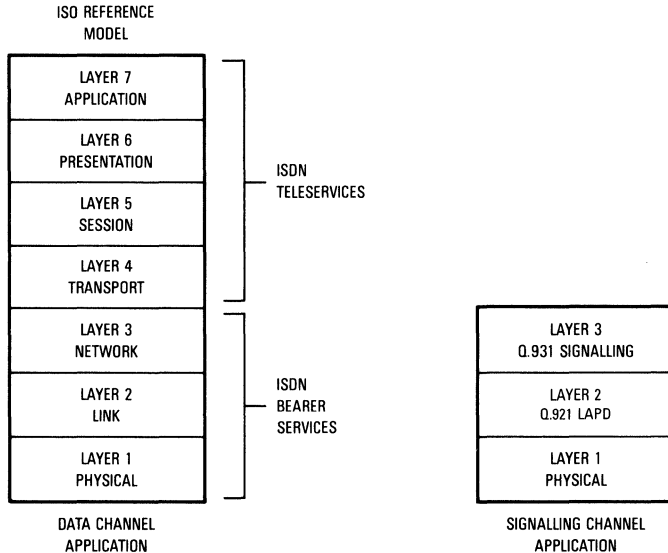 ISO REFERENCE
MODEL
LAYER 7
APPLICATION
LAYER 6
PRESENTATION
LAYER 5
SESSION
LAYER 4
TRANSPORT
LAYER 3
NETWORK
LAYER 2
LINK
LAYER 1
PHYSICAL
DATA CHANNEL
APPLICATION
ISDN
TELESERVICES
ISDN
BEARER
SERVICES
LAYER 3
Q.931 SIGNALLING
LAYER 2
Q.921 LAPD
LAYER 1
PHYSICAL
SIGNALLING CHANNEL
APPLICATION